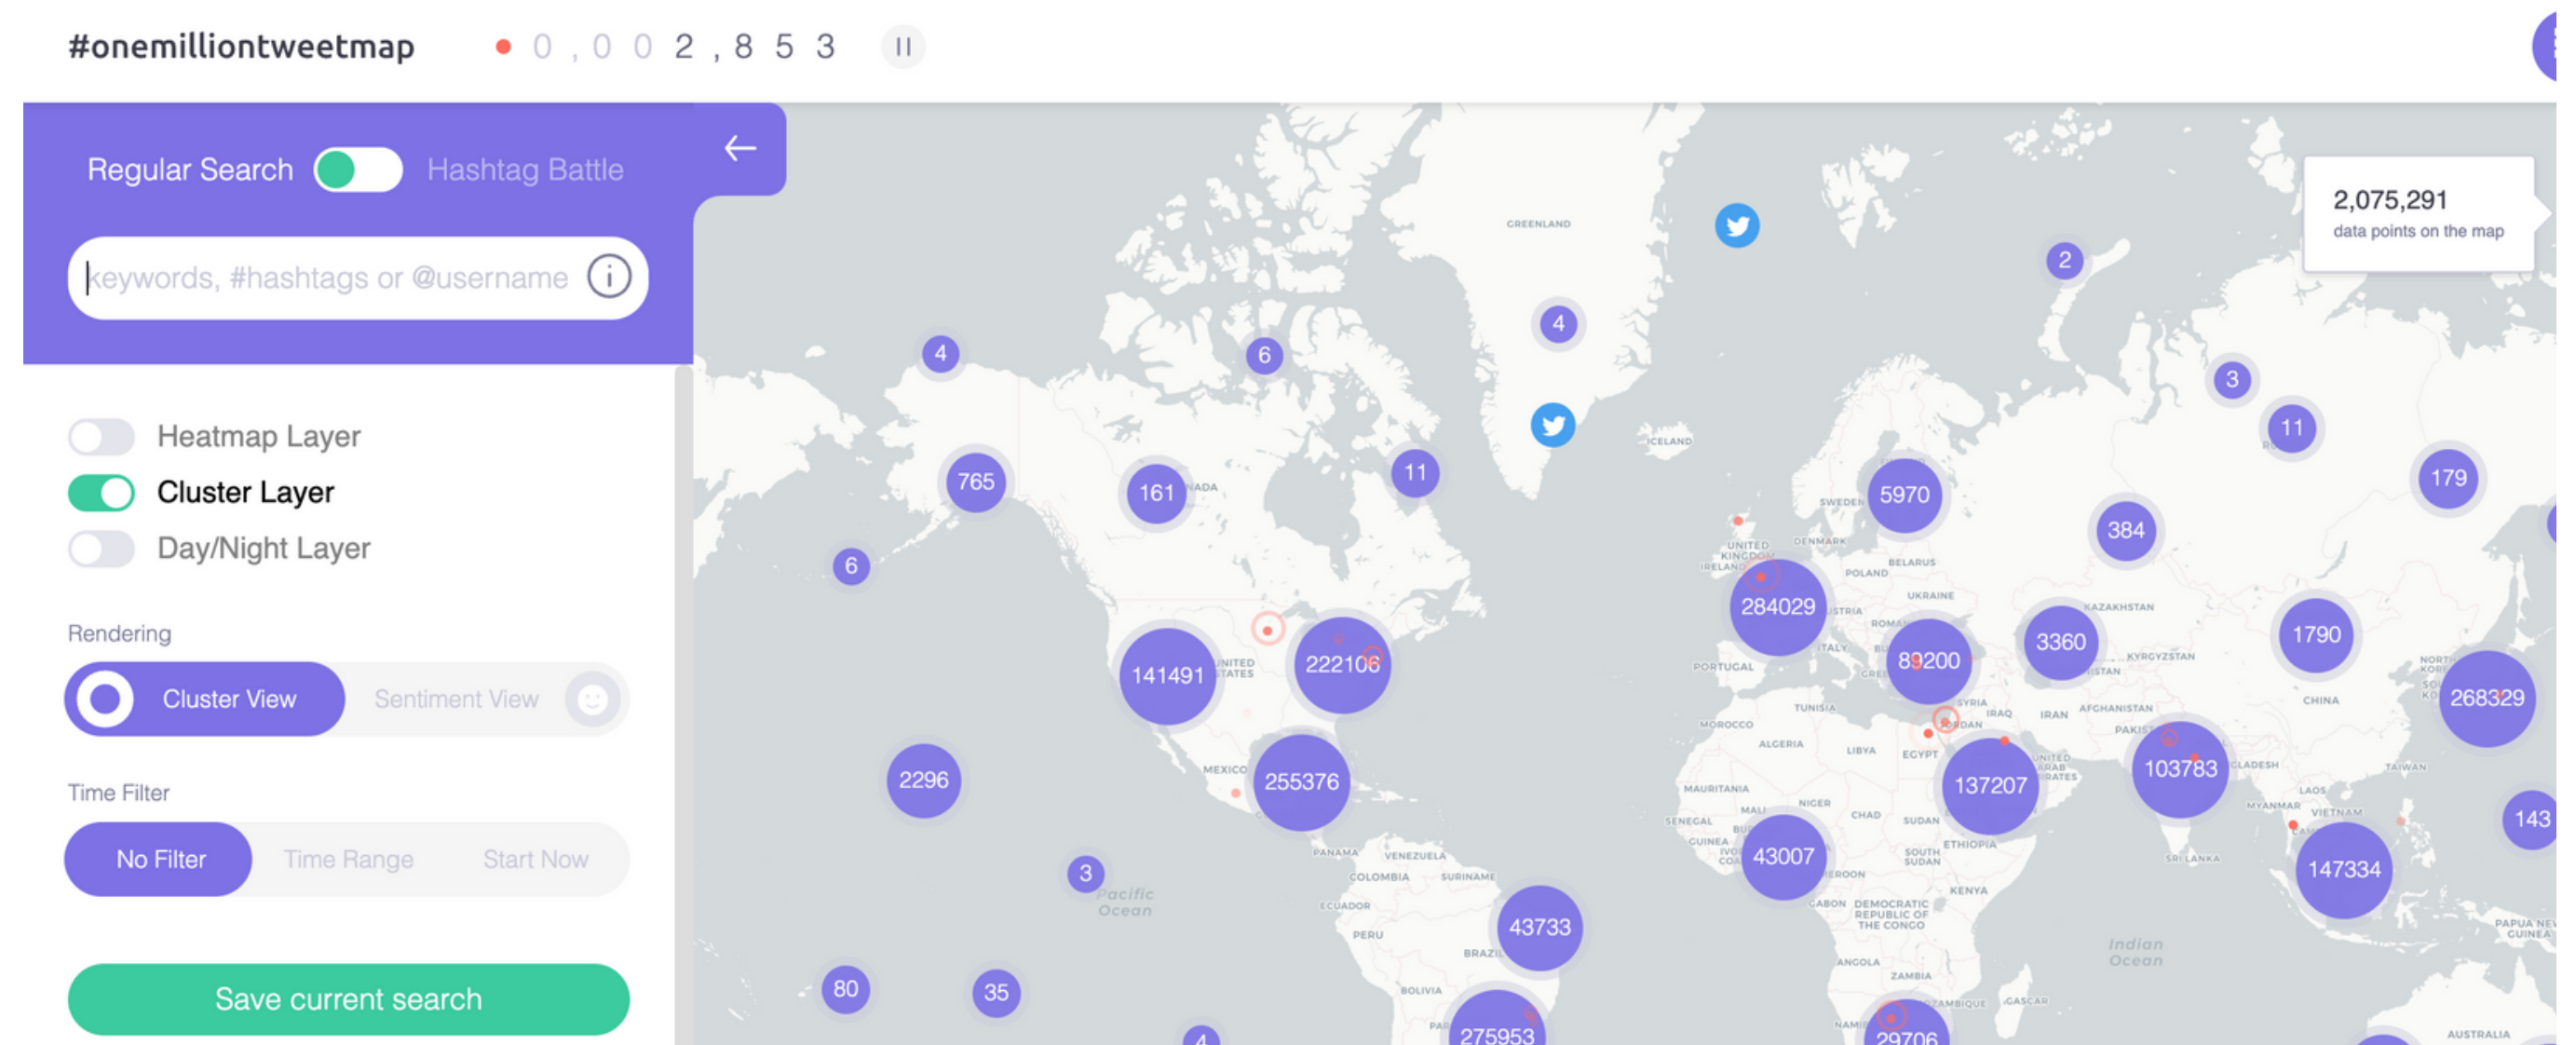 #onemilliontweetmap
0,002,853
Regular Search
Hashtag Battle
keywords, #hashtags or @username
Heatmap Layer
Cluster Layer
Day/Night Layer
Rendering
Cluster View
Sentiment View
Time Filter
No Filter
Time Range
Start Now
Save current search
2,075,291
data points on the map
GREENLAND
2
4
4
6
3
11
ICELAND
765
161
11
5970
179
SWEDEN
384
6
UNITED
KINGDOM
DENMARK
IRELAND
POLAND
BELARUS
284029
UKRAINE
KAZAKHSTAN
3360
1790
141491
222106
ITALY
89200
KYRGYZSTAN
PORTUGAL
268329
CHINA
TUNISIA
SYRIA
IRAQ
IRAN
AFGHANISTAN
MOROCCO
ALGERIA
LIBYA
EGYPT
103783
TAIWAN
MEXICO
2296
255376
137207
MAURITANIA
MALI
NIGER
CHAD
SUDAN
LAOS
MYANMAR
VIETNAM
SENEGAL
143
GUINEA
43007
SOUTH
SUDAN
ETHIOPIA
SRI LANKA
147334
PANAMA
VENEZUELA
COLOMBIA
SURINAME
3
Pacific
Ocean
ECUADOR
KENYA
GABON
DEMOCRATIC
REPUBLIC OF
THE CONGO
43733
PERU
PAPUA NEW
GUINEA
Indian
Ocean
ANGOLA
ZAMBIA
80
35
BOLIVIA
4
275953
29706
AUSTRALIA